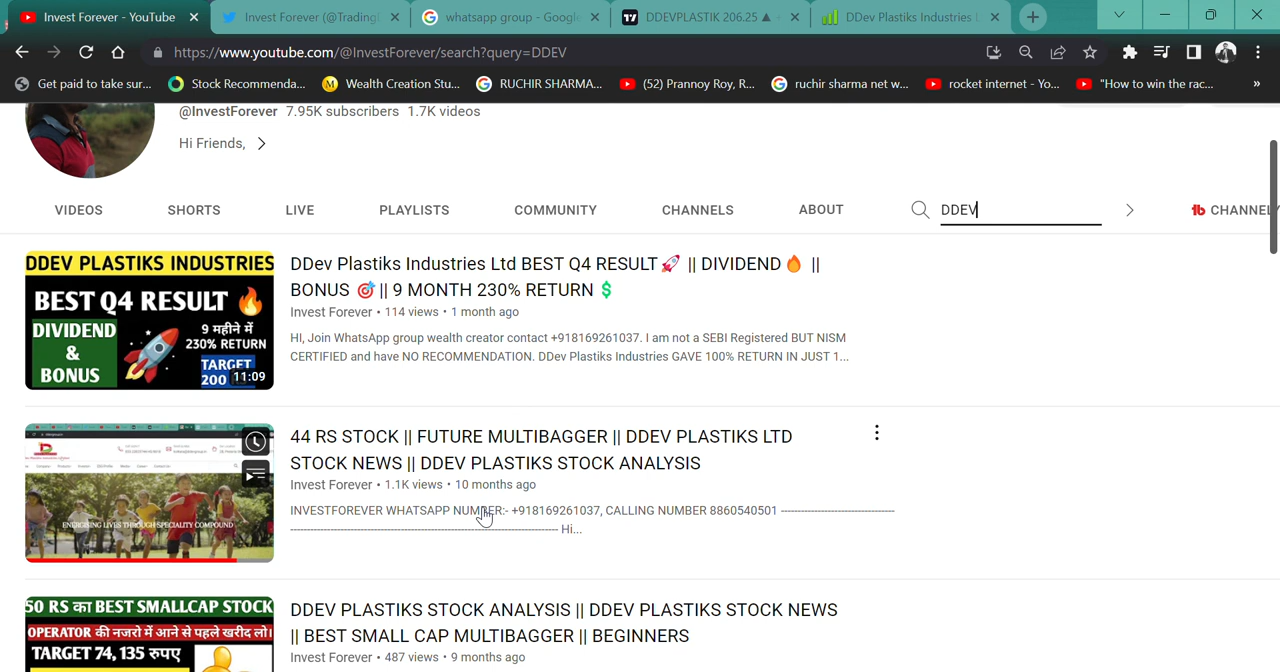 Invest Forever - YouTube
Invest Forever (@Trading
whatsapp group - Google
DDEVPLASTIK 206.25 ▲
DDev Plastiks Industries L
https://www.youtube.com/@InvestForever/search?query=DDEV
Get paid to take sur...
Stock Recommenda...
Wealth Creation Stu...
RUCHIR SHARMA...
(52) Prannoy Roy, R...
ruchir sharma net w...
rocket internet - Yo...
"How to win the rac...
»
@InvestForever 7.95K subscribers 1.7K videos
Hi Friends,
VIDEOS
SHORTS
LIVE
PLAYLISTS
COMMUNITY
CHANNELS
ABOUT
DDEV
CHANNEL
DDEV PLASTIKS INDUSTRIES
BEST Q4 RESULT 🔥
DIVIDEND
&
BONUS
9 महीने में
230% RETURN
TARGET
200
11:09
DDev Plastiks Industries Ltd BEST Q4 RESULT🚀 || DIVIDEND🔥 ||
BONUS 🎯|| 9 MONTH 230% RETURN 💲
Invest Forever • 114 views • 1 month ago
HI, Join WhatsApp group wealth creator contact +918169261037. I am not a SEBI Registered BUT NISM
CERTIFIED and have NO RECOMMENDATION. DDev Plastiks Industries GAVE 100% RETURN IN JUST 1...
ENERGISING LIVES THROUGH SPECIALITY COMPOUND
44 RS STOCK || FUTURE MULTIBAGGER || DDEV PLASTIKS LTD
STOCK NEWS || DDEV PLASTIKS STOCK ANALYSIS
Invest Forever • 1.1K views • 10 months ago
INVESTFOREVER WHATSAPP NUMBER:- +918169261037, CALLING NUMBER 8860540501 ----------------------------------
-------------------------------------------------------------------------------- Hi...
50 RS का BEST SMALLCAP STOCK
OPERATOR की नजरो में आने से पहले खरीद लो।
TARGET 74, 135 रुपए
DDEV PLASTIKS STOCK ANALYSIS || DDEV PLASTIKS STOCK NEWS
|| BEST SMALL CAP MULTIBAGGER || BEGINNERS
Invest Forever • 487 views • 9 months ago